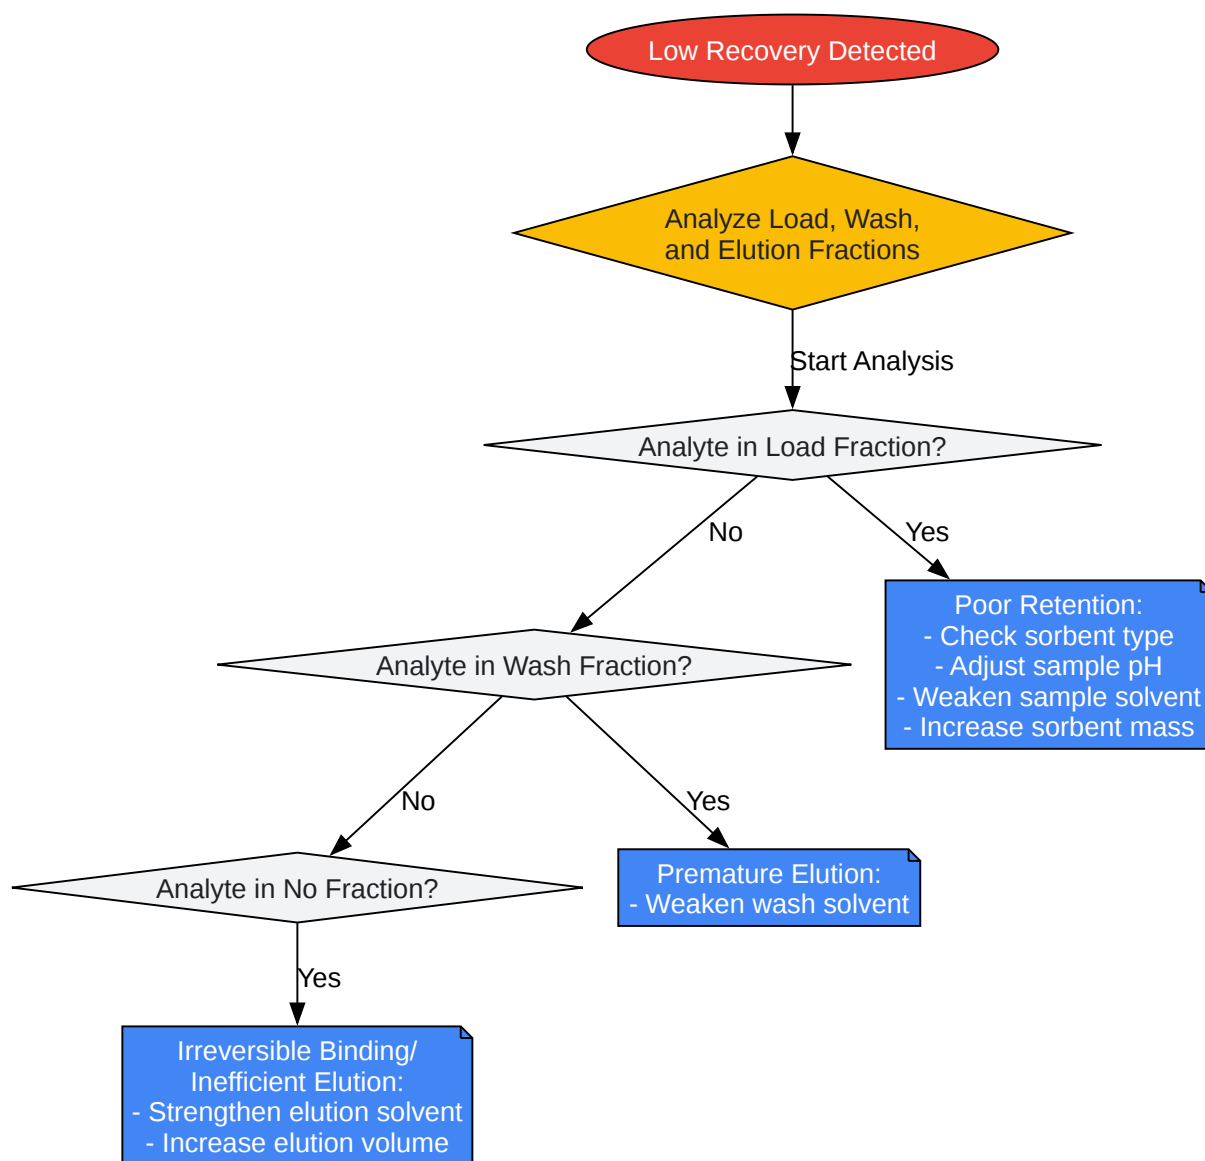 Low Recovery Detected
Analyze Load, Wash,
and Elution Fractions
Start Analysis
Analyte in Load Fraction?
No
Yes
Poor Retention:
- Check sorbent type
- Adjust sample pH
- Weaken sample solvent
- Increase sorbent mass
Analyte in Wash Fraction?
No
Yes
Premature Elution:
- Weaken wash solvent
Analyte in No Fraction?
Yes
Irreversible Binding/
Inefficient Elution:
- Strengthen elution solvent
- Increase elution volume